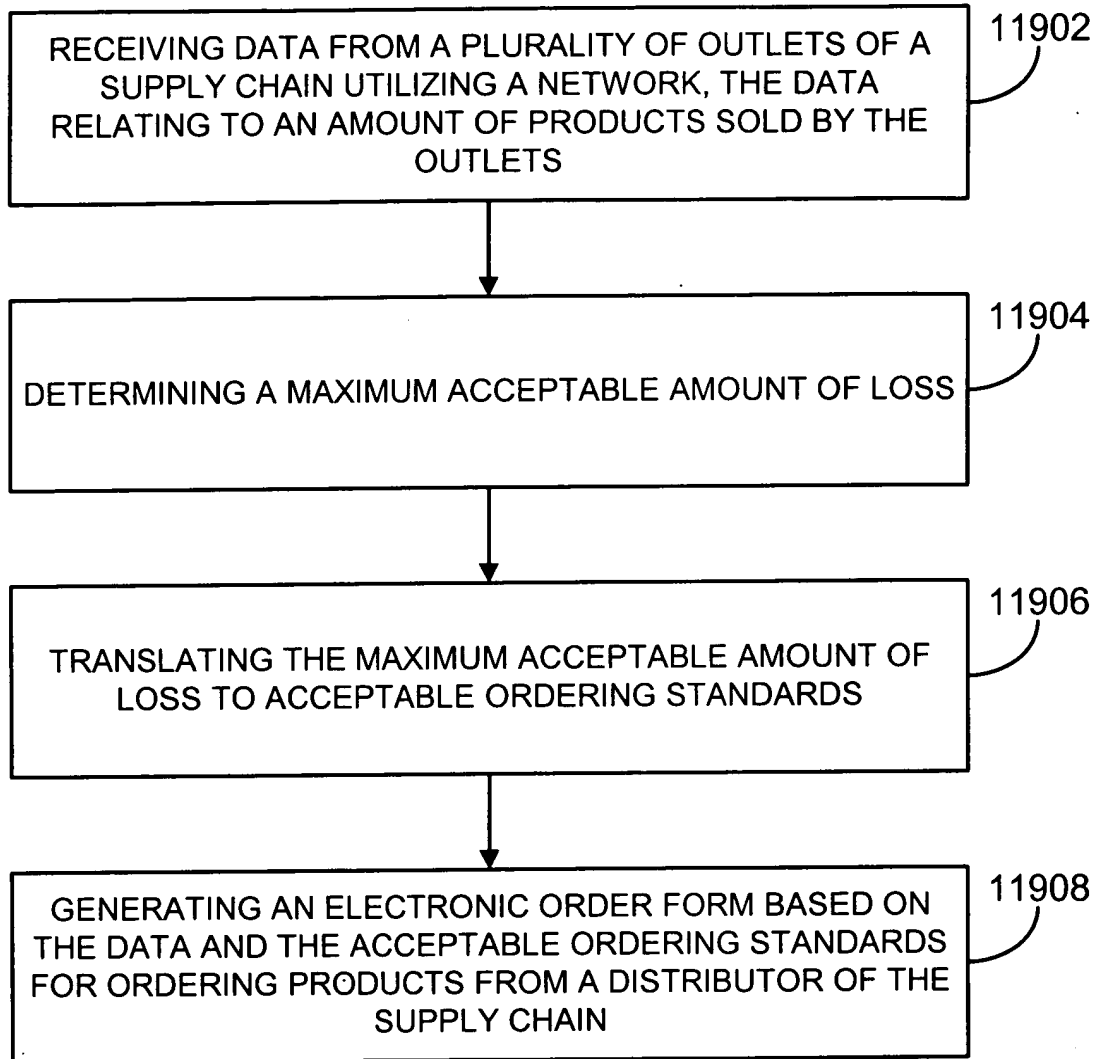 RECEIVING DATA FROM A PLURALITY OF OUTLETS OF A
SUPPLY CHAIN UTILIZING A NETWORK, THE DATA
RELATING TO AN AMOUNT OF PRODUCTS SOLD BY THE
OUTLETS
11902
DETERMINING A MAXIMUM ACCEPTABLE AMOUNT OF LOSS
11904
TRANSLATING THE MAXIMUM ACCEPTABLE AMOUNT OF
LOSS TO ACCEPTABLE ORDERING STANDARDS
11906
GENERATING AN ELECTRONIC ORDER FORM BASED ON
THE DATA AND THE ACCEPTABLE ORDERING STANDARDS
FOR ORDERING PRODUCTS FROM A DISTRIBUTOR OF THE
SUPPLY CHAIN
11908